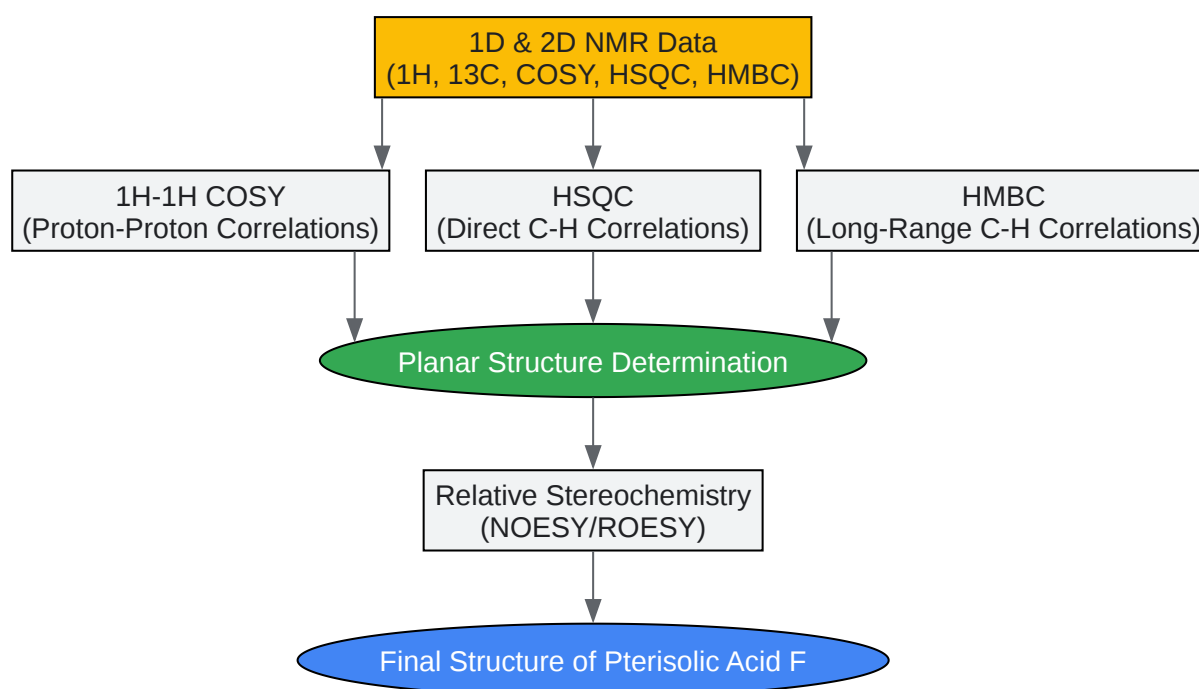 1D & 2D NMR Data
(1H, 13C, COSY, HSQC, HMBC)
1H-1H COSY
(Proton-Proton Correlations)
HSQC
(Direct C-H Correlations)
HMBC
(Long-Range C-H Correlations)
Planar Structure Determination
Relative Stereochemistry
(NOESY/ROESY)
Final Structure of Pterisolic Acid F